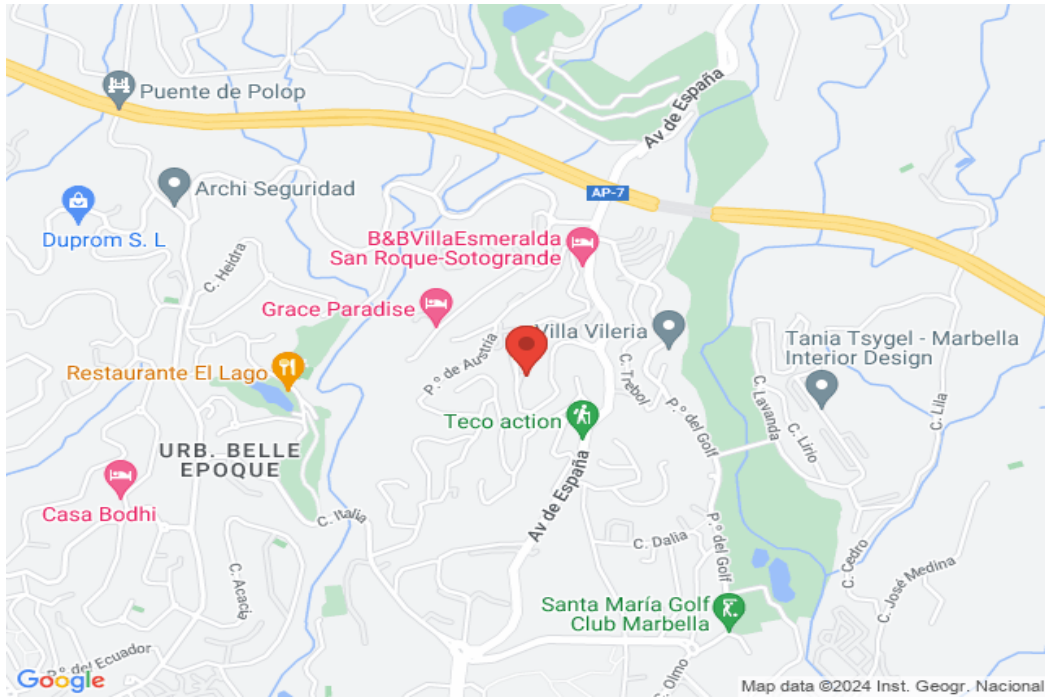 Av de España
Puente de Polop
AP-7
Archi Seguridad
Duprom S. L
B&BVillaEsmeralda
San Roque-Sotogrande
C. Heidra
Grace Paradise
Villa Vileria
Tania Tsygel - Marbella
Interior Design
P.º de Austria
C. Trebol
Restaurante El Lago
C. Lavanda
C. Lila
Teco action
P.º del Golf
C. Lirio
URB. BELLE
EPOQUE
Av de España
Casa Bodhi
C. Italia
P.º del Golf
C. Dalia
C. Cedro
C. José Medina
C. Acacia
Santa María Golf
Club Marbella
P.º del Ecuador
C. Olmo
Google
Map data ©2024 Inst. Geogr. Nacional